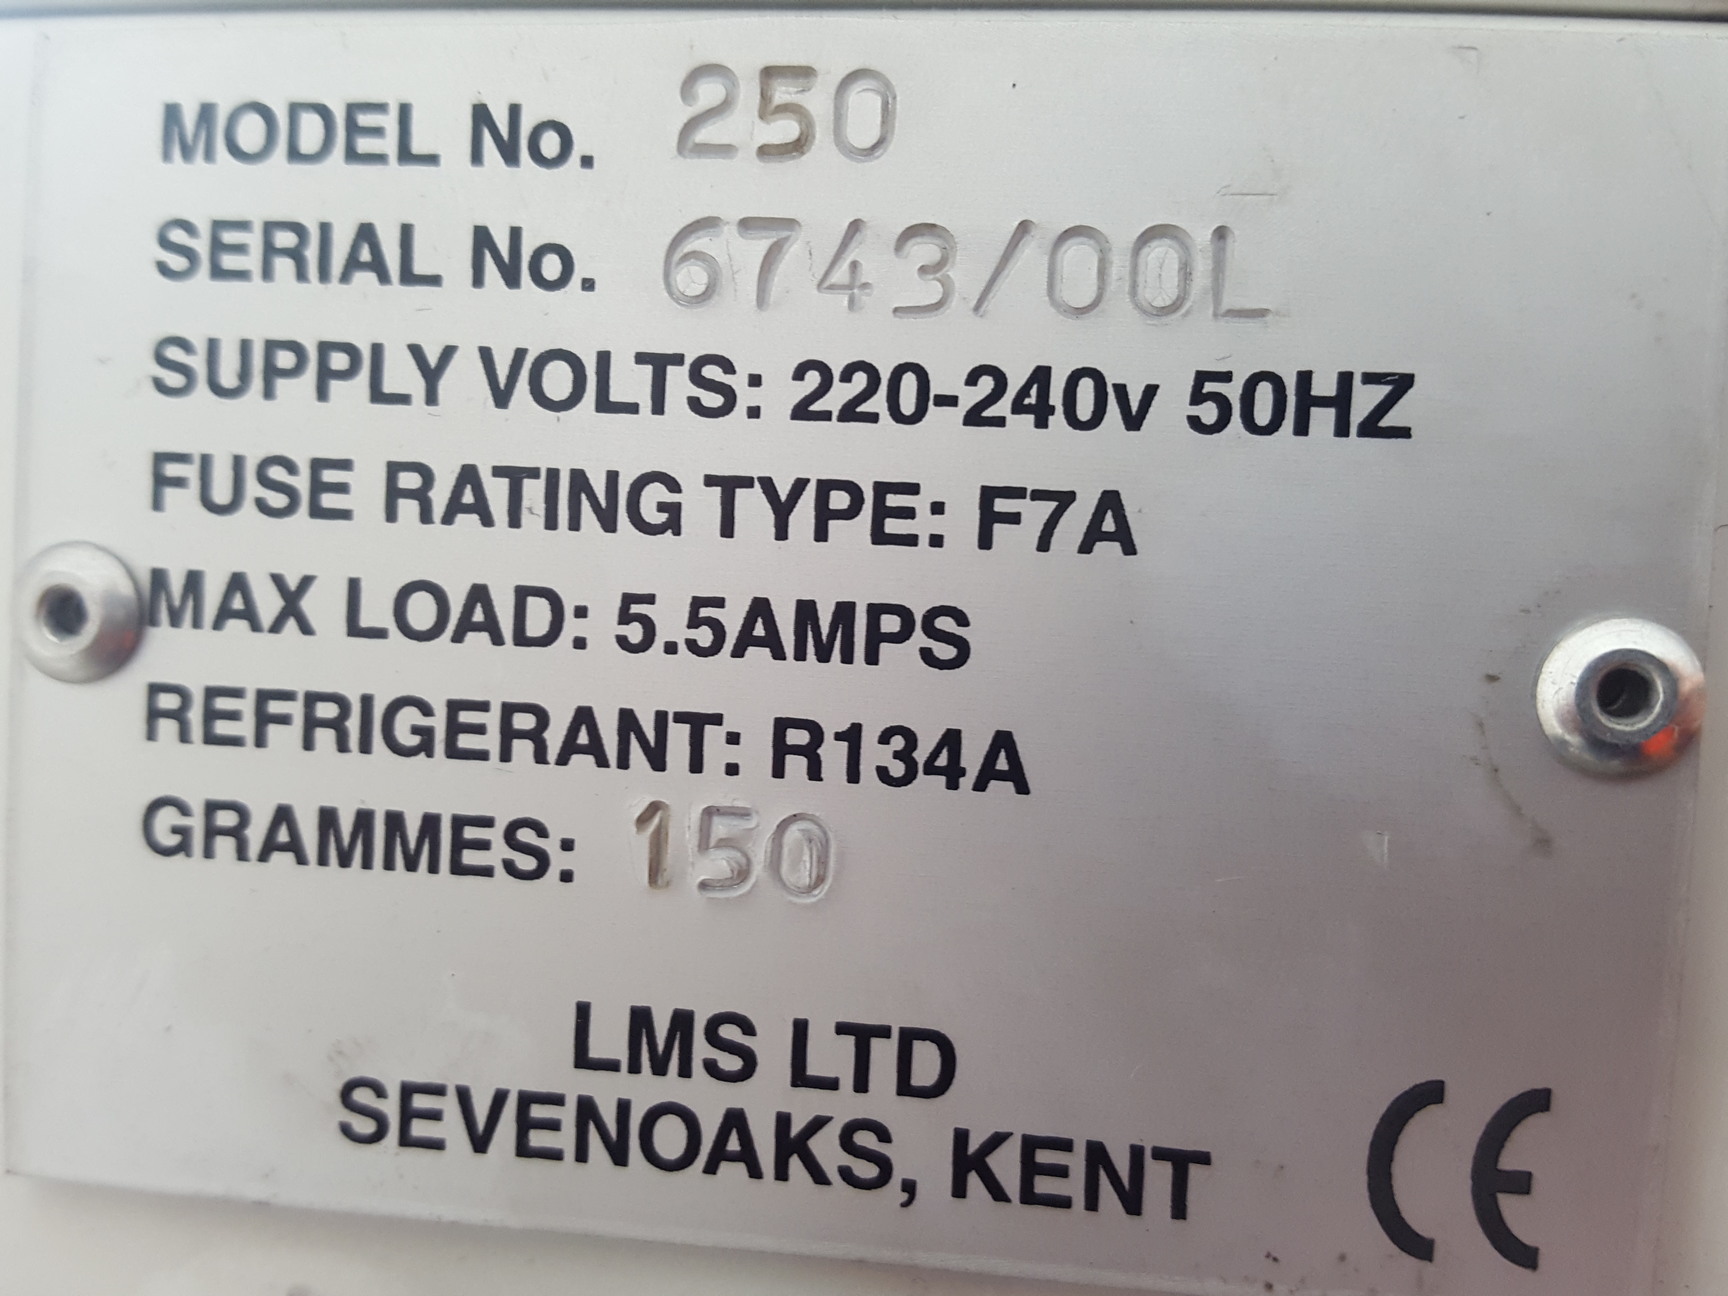 MODEL No. 250
SERIAL No. 6743/00L
SUPPLY VOLTS: 220-240v 50HZ
FUSE RATING TYPE: F7A
MAX LOAD: 5.5AMPS
REFRIGERANT: R134A
GRAMMES: 150
LMS LTD
SEVENOAKS, KENT
CE